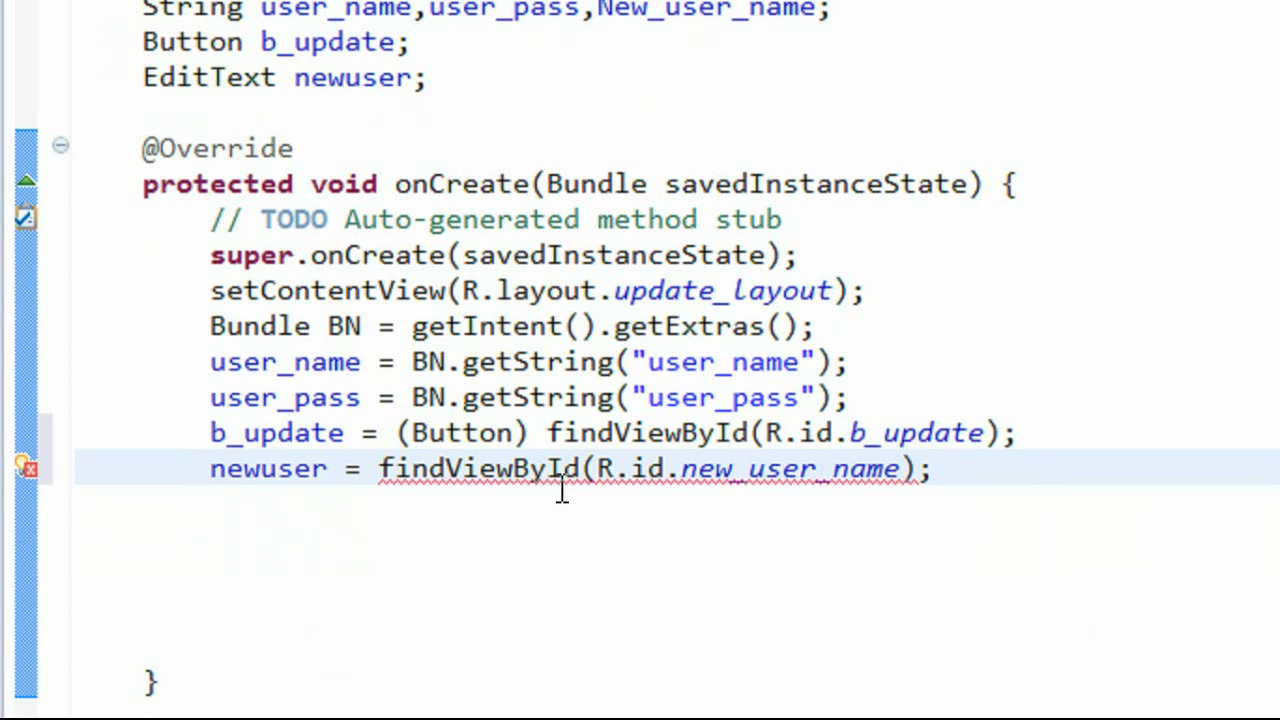 String user_name,user_pass,New_user_name;
Button b_update;
EditText newuser;
@Override
protected void onCreate(Bundle savedInstanceState) {
// TODO Auto-generated method stub
super.onCreate(savedInstanceState);
setContentView(R.layout.update_layout);
Bundle BN = getIntent().getExtras();
user_name = BN.getString("user_name");
user_pass = BN.getString("user_pass");
b_update = (Button) findViewById(R.id.b_update);
newuser = findViewById(R.id.new_user_name);
}